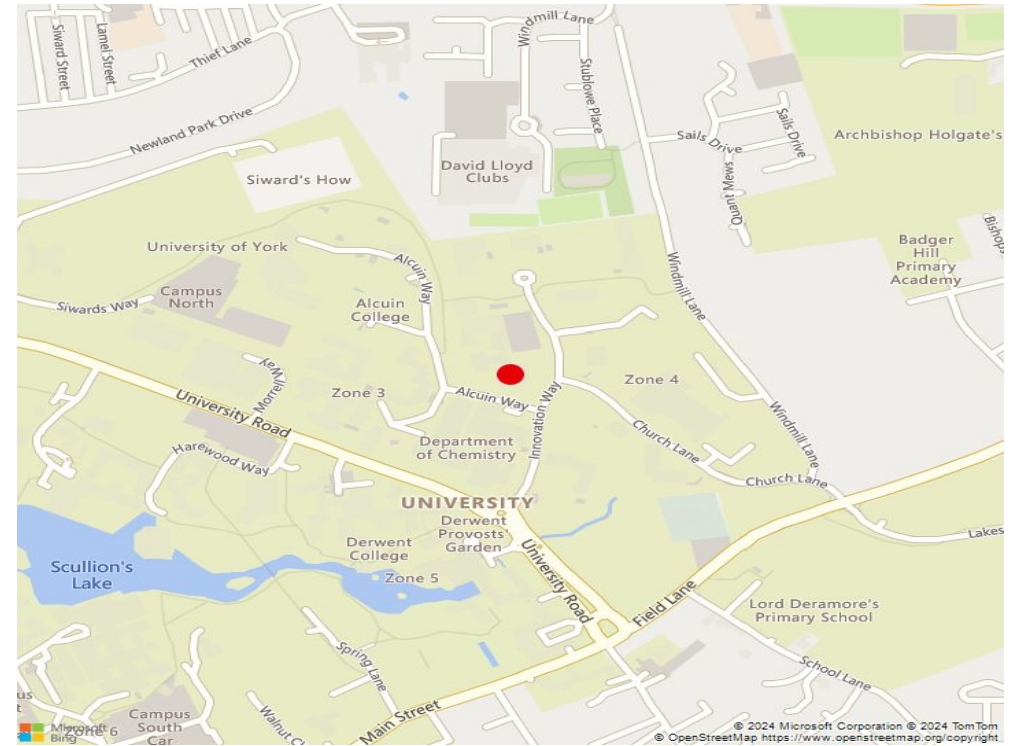 Windmill Lane
Siward Street
Lamel Street
Thief Lane
Stublowe Place
Newland Park Drive
Sails Drive
Sails Drive
Archbishop Holgate's
David Lloyd
Clubs
Siward's How
Quant Mews
Bishops
University of York
Badger
Hill
Primary
Academy
Alcuin Way
Windmill Lane
Campus
North
Siwards Way
Alcuin
College
Morrell Way
Zone 3
Zone 4
Alcuin Way
Innovation Way
Windmill Lane
University Road
Church Lane
Department
of Chemistry
Harewood Way
Church Lane
UNIVERSITY
Derwent
Provosts'
Garden
Lakes
Derwent
College
University Road
Scullion's
Lake
Zone 5
Field Lane
Lord Deramore's
Primary School
Spring Lane
School Lane
Main Street
Campus
South
Car
Zone 6
Microsoft
Bing
© 2024 Microsoft Corporation © 2024 TomTom
© OpenStreetMap https://www.openstreetmap.org/copyright